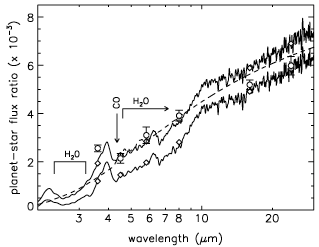 planet-star flux ratio (× 10⁻³)
8
6
4
2
0
H₂O
CO
H₂O
3 4 5 6 7 8 10 20
wavelength (μm)